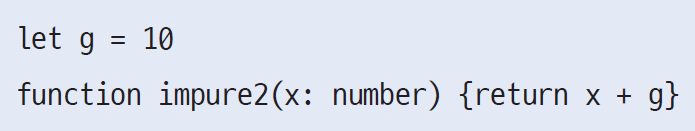 let g = 10
function impure2(x: number) {return x + g}